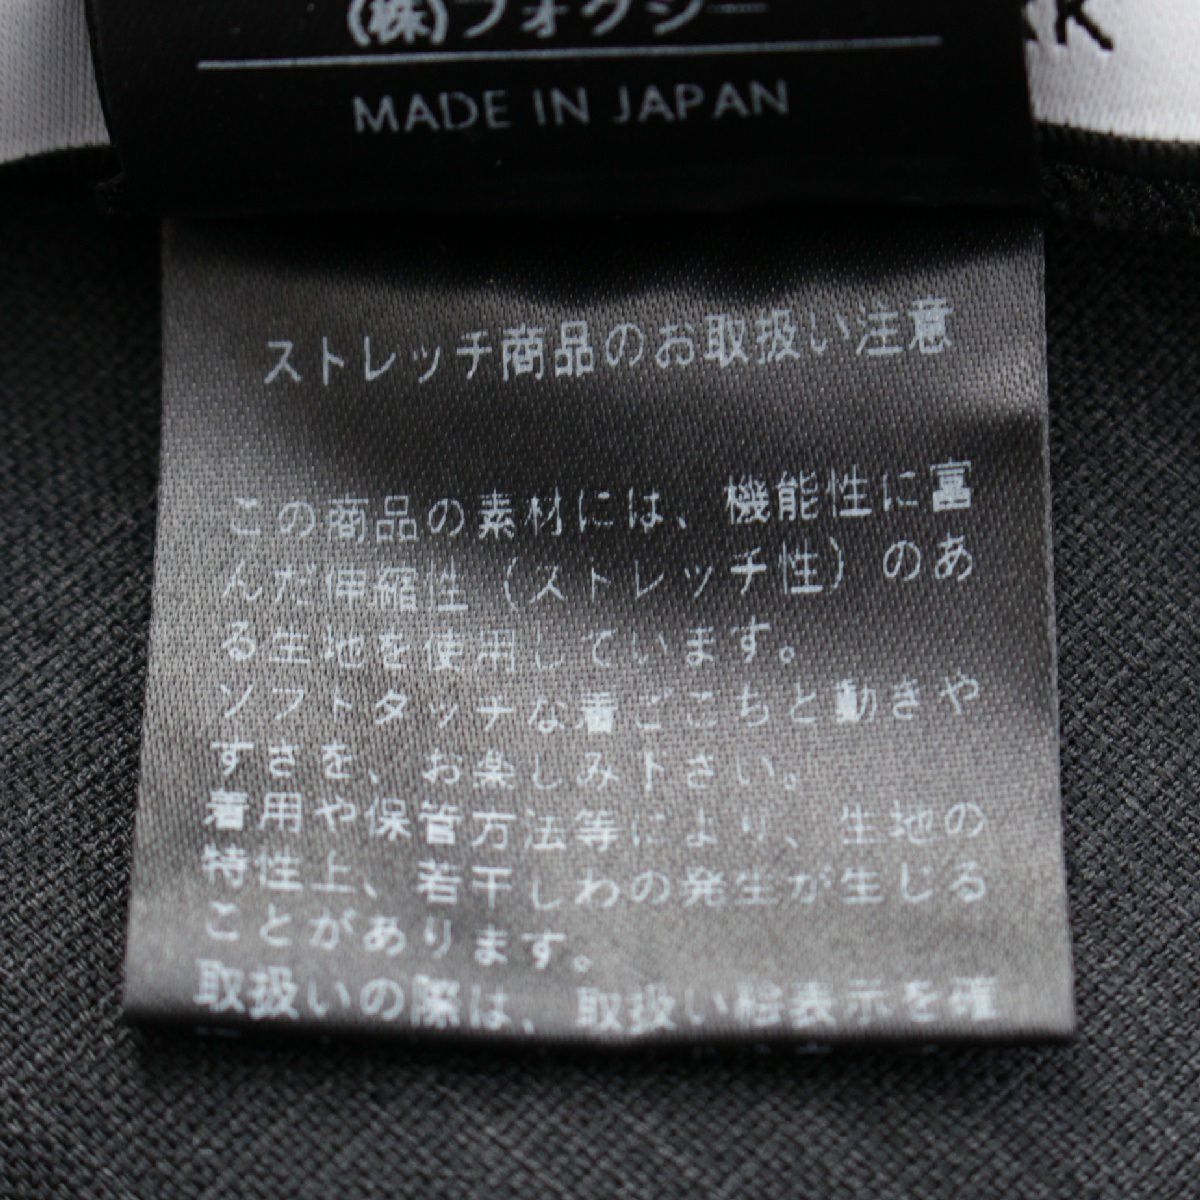 (株)フォクシー
MADE IN JAPAN
ストレッチ商品のお取扱い注意
この商品の素材には、機能性に富
んだ伸縮性（ストレッチ性）のあ
る生地を使用しています。
ソフトタッチな着ごこちと動きや
すさを、お楽しみ下さい。
着用や保管方法等により、生地の
特性上、若干しわの発生が生じる
ことがあります。
取扱いの際は、取扱い絵表示を確